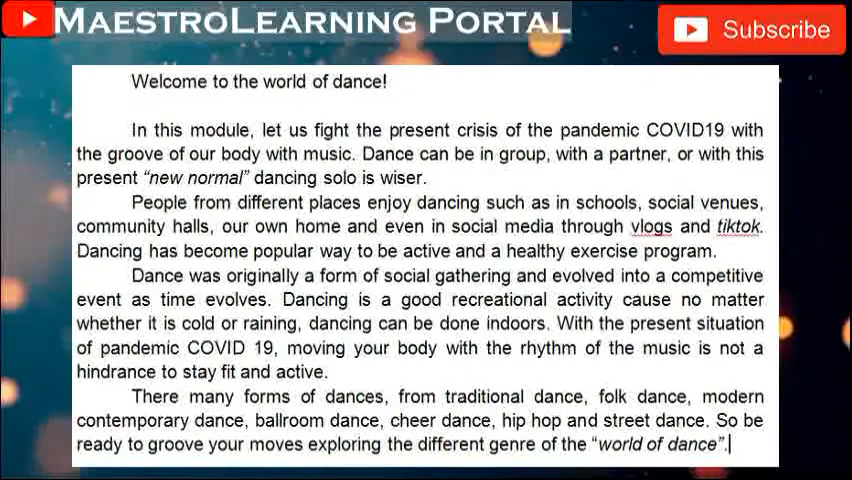 MaestroLearning Portal
Subscribe
Welcome to the world of dance!
In this module, let us fight the present crisis of the pandemic COVID19 with
the groove of our body with music. Dance can be in group, with a partner, or with this
present “new normal” dancing solo is wiser.
People from different places enjoy dancing such as in schools, social venues,
community halls, our own home and even in social media through vlogs and tiktok.
Dancing has become popular way to be active and a healthy exercise program.
Dance was originally a form of social gathering and evolved into a competitive
event as time evolves. Dancing is a good recreational activity cause no matter
whether it is cold or raining, dancing can be done indoors. With the present situation
of pandemic COVID 19, moving your body with the rhythm of the music is not a
hindrance to stay fit and active.
There many forms of dances, from traditional dance, folk dance, modern
contemporary dance, ballroom dance, cheer dance, hip hop and street dance. So be
ready to groove your moves exploring the different genre of the “world of dance”.